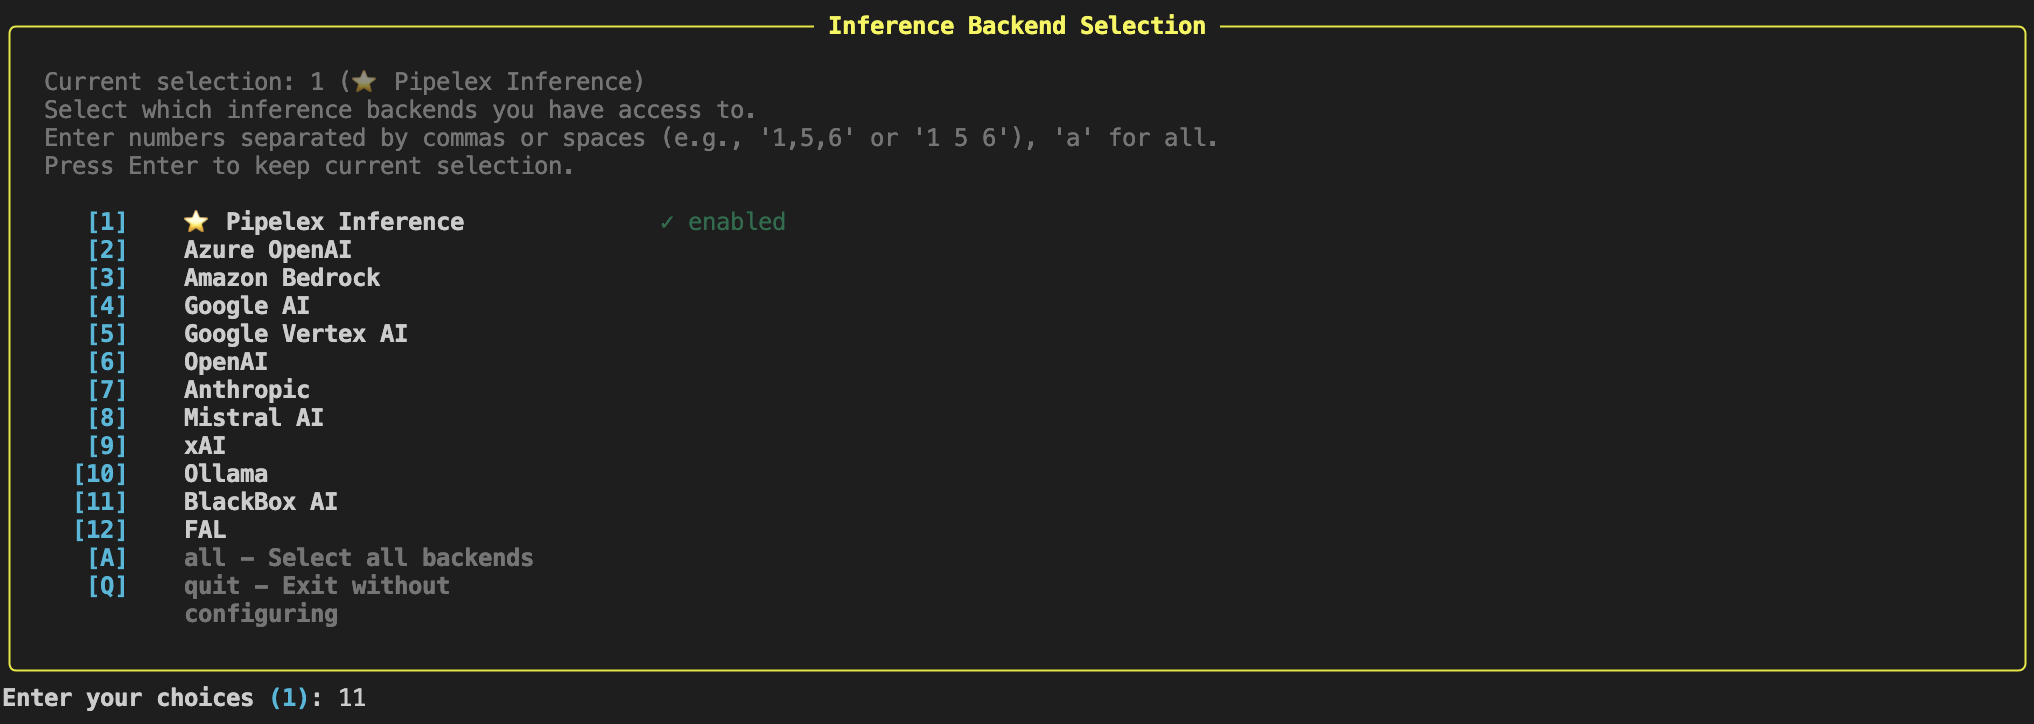 Inference Backend Selection
Current selection: 1 (⭐ Pipelex Inference)
Select which inference backends you have access to.
Enter numbers separated by commas or spaces (e.g., '1,5,6' or '1 5 6'), 'a' for all.
Press Enter to keep current selection.
[1] ⭐ Pipelex Inference ✓ enabled
[2] Azure OpenAI
[3] Amazon Bedrock
[4] Google AI
[5] Google Vertex AI
[6] OpenAI
[7] Anthropic
[8] Mistral AI
[9] xAI
[10] Ollama
[11] BlackBox AI
[12] FAL
[A] all – Select all backends
[Q] quit – Exit without
configuring
Enter your choices (1): 11